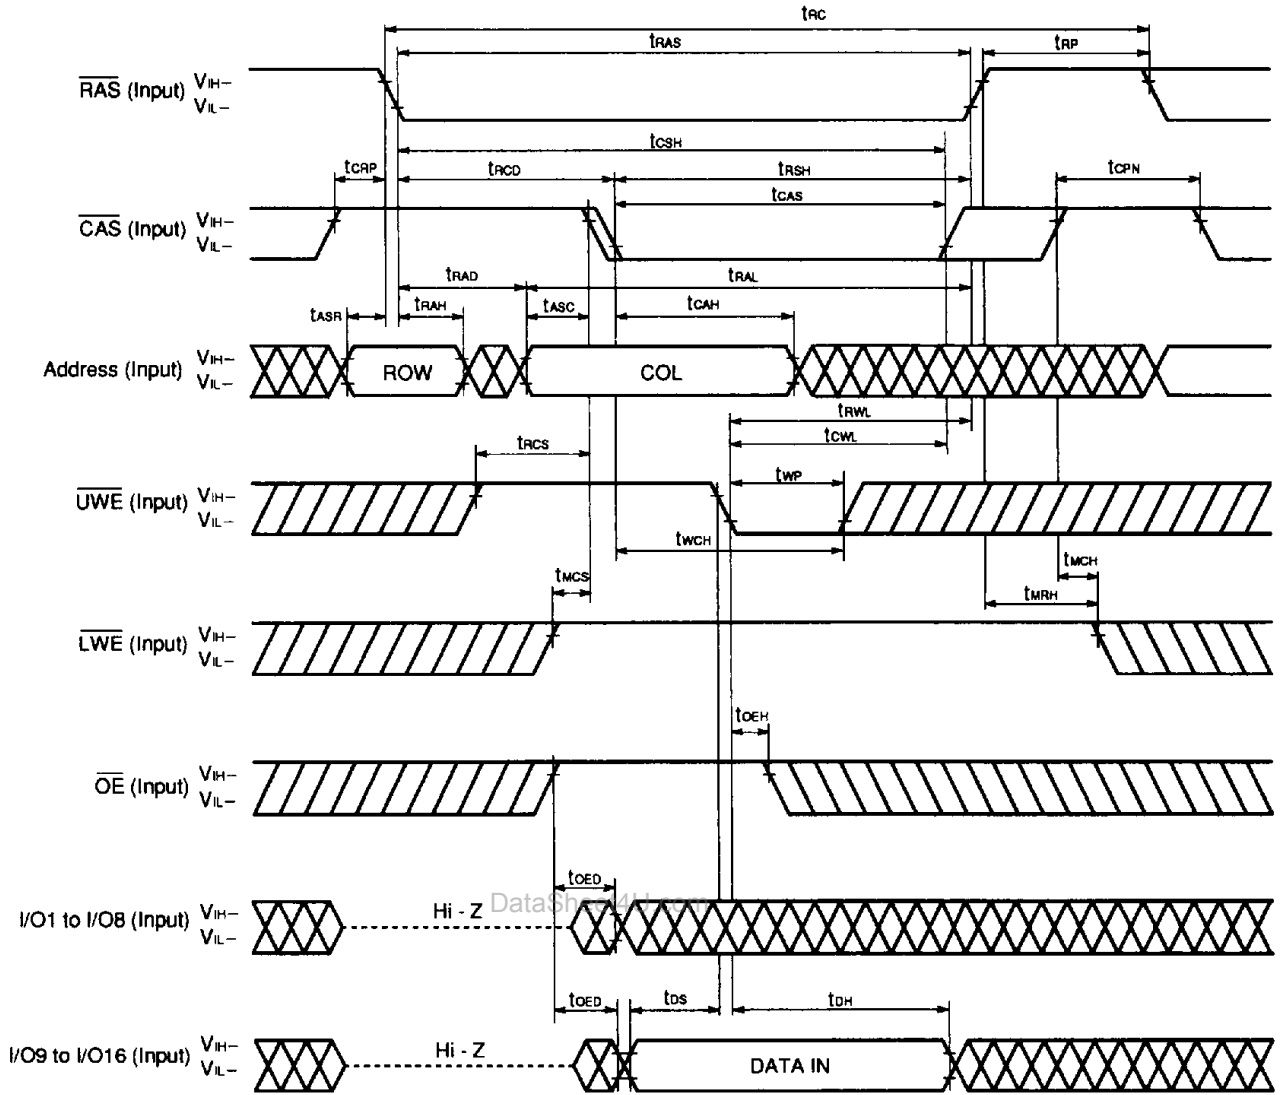 tRC
tRAS
tRP
RAS (Input)
VIH–
VIL–
tCSH
tCRP
tRCD
tRSH
tCPN
tCAS
CAS (Input)
VIH–
VIL–
tRAD
tRAL
tASR
tRAH
tASC
tCAH
Address (Input)
VIH–
VIL–
ROW
COL
tRWL
tRCS
tCWL
tWP
UWE (Input)
VIH–
VIL–
tWCH
tMCS
tMCH
tMRH
LWE (Input)
VIH–
VIL–
tOEH
OE (Input)
VIH–
VIL–
tOED
DataSheet4U.com
I/O1 to I/O8 (Input)
VIH–
VIL–
Hi - Z
tOED
tDS
tDH
I/O9 to I/O16 (Input)
VIH–
VIL–
Hi - Z
DATA IN